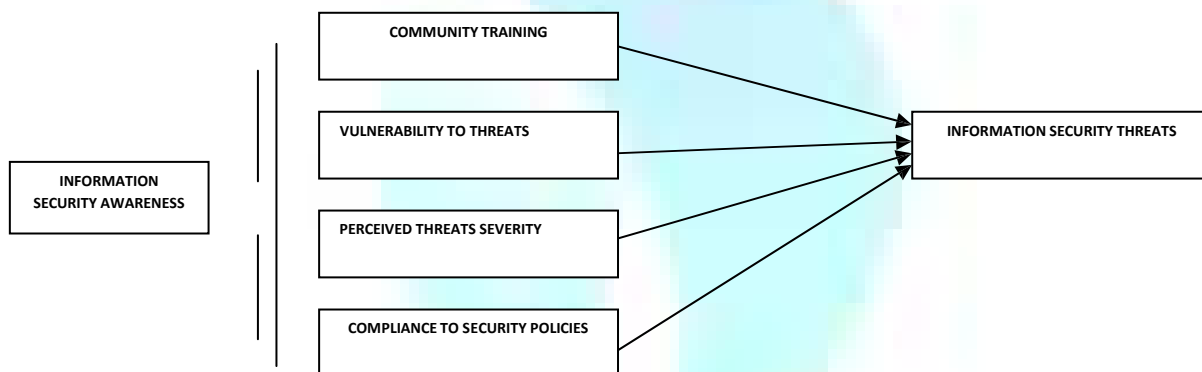 COMMUNITY TRAINING
VULNERABILITY TO THREATS
INFORMATION SECURITY THREATS
INFORMATION
SECURITY AWARENESS
PERCEIVED THREATS SEVERITY
COMPLIANCE TO SECURITY POLICIES